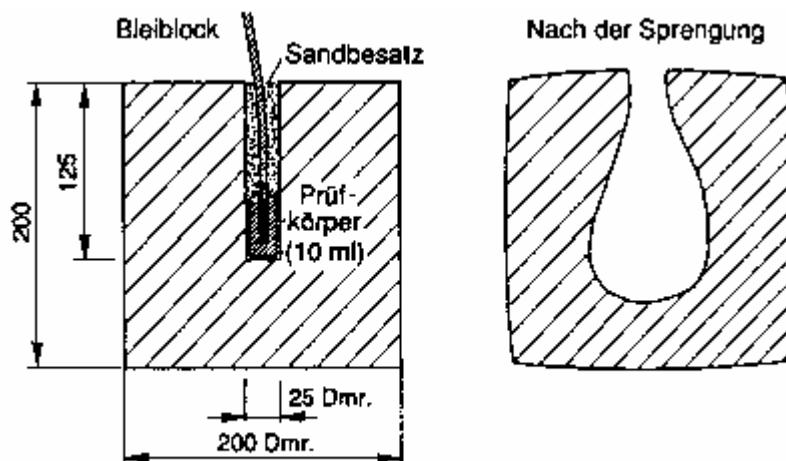 Bleiblock
Sandbesatz
Nach der Sprengung
200
125
Prüf-
körper
(10 ml)
25 Dmr.
200 Dmr.